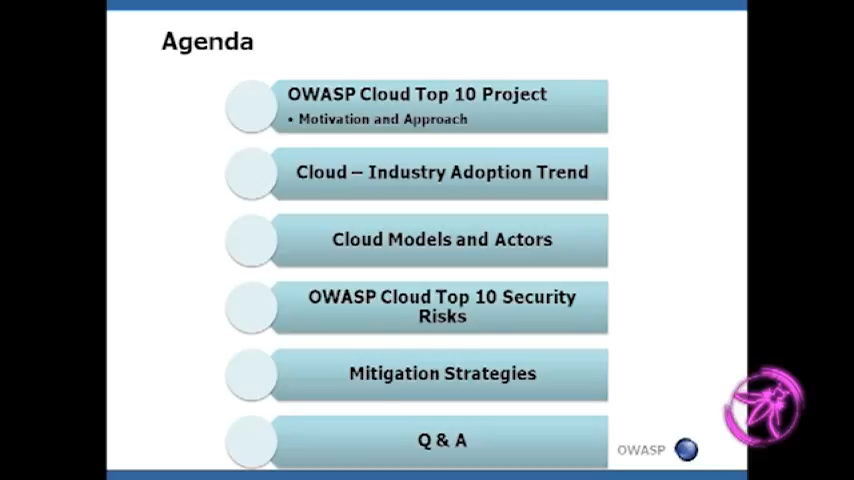 Agenda
OWASP Cloud Top 10 Project
• Motivation and Approach
Cloud – Industry Adoption Trend
Cloud Models and Actors
OWASP Cloud Top 10 Security
Risks
Mitigation Strategies
Q & A
OWASP